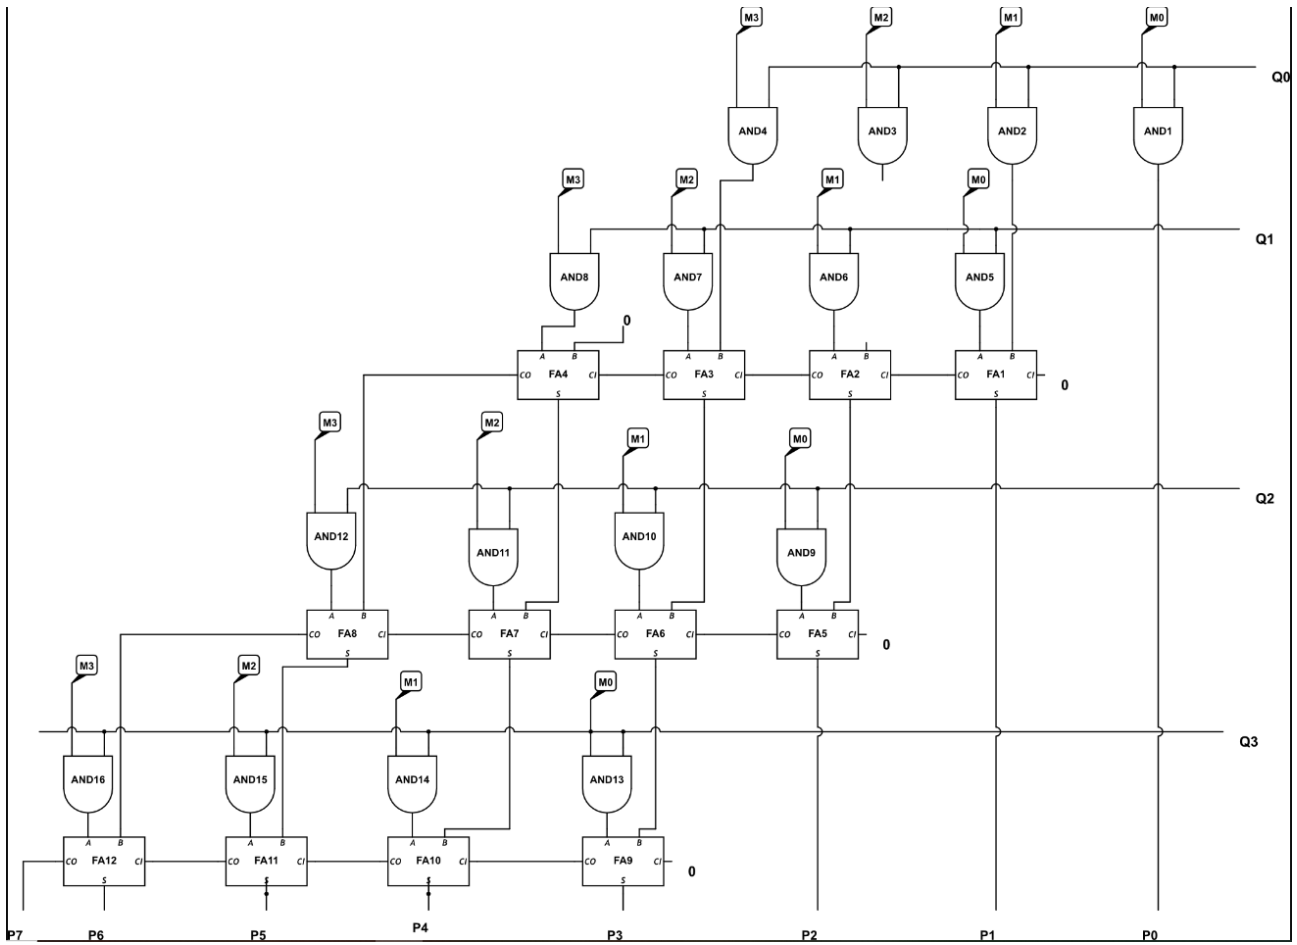 M3 M2 M1 M0
Q0
AND4 AND3 AND2 AND1
M3 M2 M1 M0
Q1
AND8 AND7 AND6 AND5
0
A B A B A B A B
CO FA4 CI CO FA3 CI CO FA2 CI CO FA1 CI 0
S S S S
M3 M2 M1 M0
Q2
AND12 AND11 AND10 AND9
A B A B A B A B
CO FA8 CI CO FA7 CI CO FA6 CI CO FA5 CI 0
S S S S
M3 M2 M1 M0
Q3
AND16 AND15 AND14 AND13
A B A B A B A B
CO FA12 CI CO FA11 CI CO FA10 CI CO FA9 CI 0
S S S S
P7 P6 P5 P4 P3 P2 P1 P0